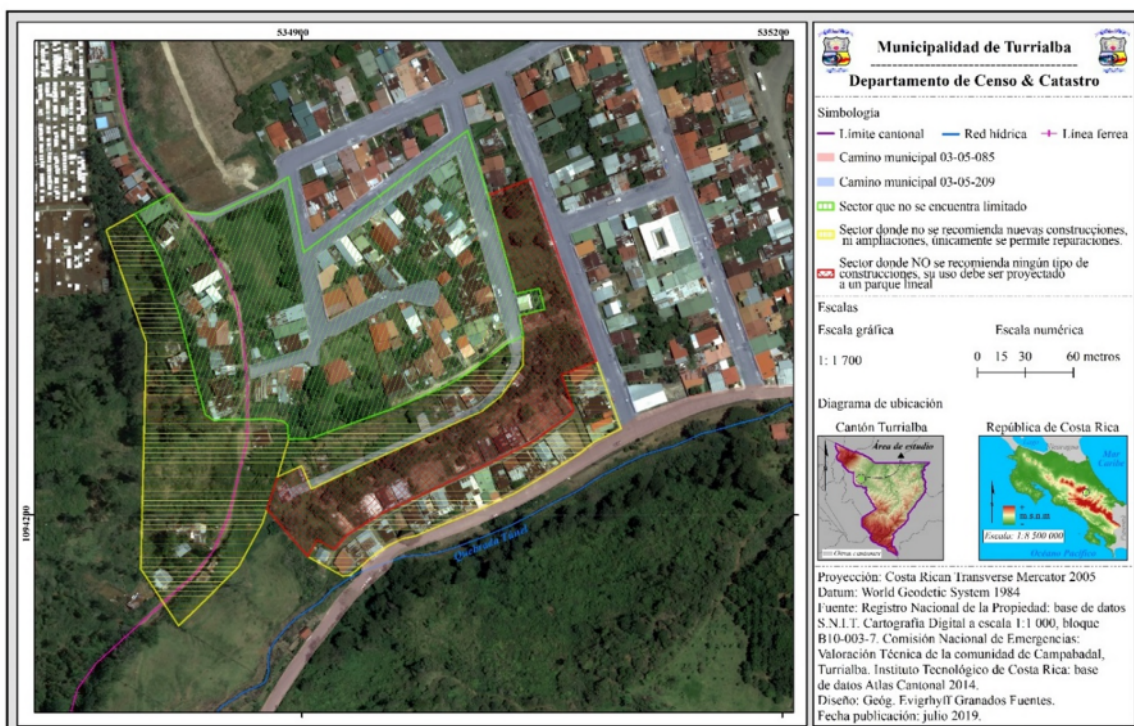 534900
535200
1094200
Quebrada Túnel
Municipalidad de Turrialba
Departamento de Censo & Catastro
Simbología
Límite cantonal
Red hídrica
Línea ferrea
Camino municipal 03-05-085
Camino municipal 03-05-209
Sector que no se encuentra limitado
Sector donde no se recomienda nuevas construcciones,
ni ampliaciones, únicamente se permite reparaciones.
Sector donde NO se recomienda ningún tipo de
construcciones, su uso debe ser proyectado
a un parque lineal
Escalas
Escala gráfica
Escala numérica
1: 1 700
0 15 30 60 metros
Diagrama de ubicación
Cantón Turrialba
República de Costa Rica
Área de estudio
Otros cantones
Nicaragua
Mar
Caribe
Escala: 1:8 500 000
Océano Pacífico
Proyección: Costa Rican Transverse Mercator 2005
Datum: World Geodetic System 1984
Fuente: Registro Nacional de la Propiedad: base de datos
S.N.I.T. Cartografía Digital a escala 1:1 000, bloque
B10-003-7. Comisión Nacional de Emergencias:
Valoración Técnica de la comunidad de Campabadal,
Turrialba. Instituto Tecnológico de Costa Rica: base
de datos Atlas Cantonal 2014.
Diseño: Geóg. Evigrhyff Granados Fuentes.
Fecha publicación: julio 2019.